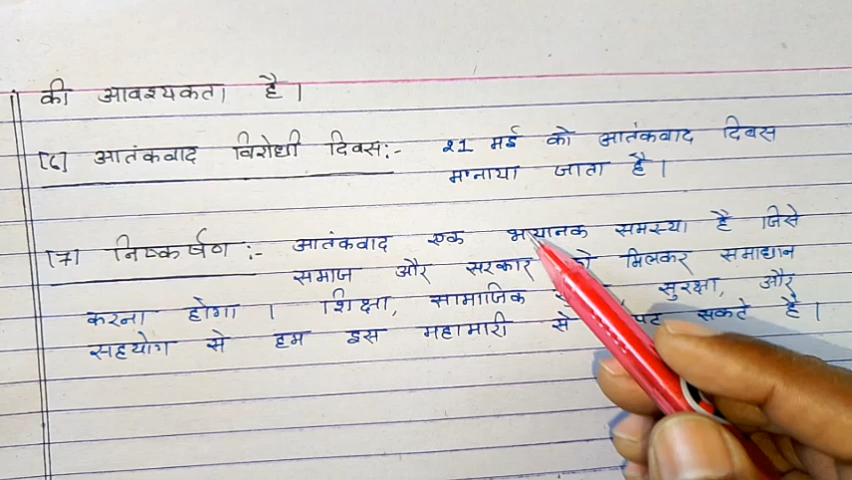 की आवश्यकता है।
[6] आतंकवाद विरोधी दिवस:- 21 मई को आतंकवाद दिवस
मनाया जाता है।
[7] निष्कर्षण:- आतंकवाद एक भयानक समस्या है जिसे
समाज और सरकार मिलकर समाधान
करना होगा । शिक्षा, सामाजिक सुरक्षा, और
सहयोग से हम इस महामारी से सकते है।